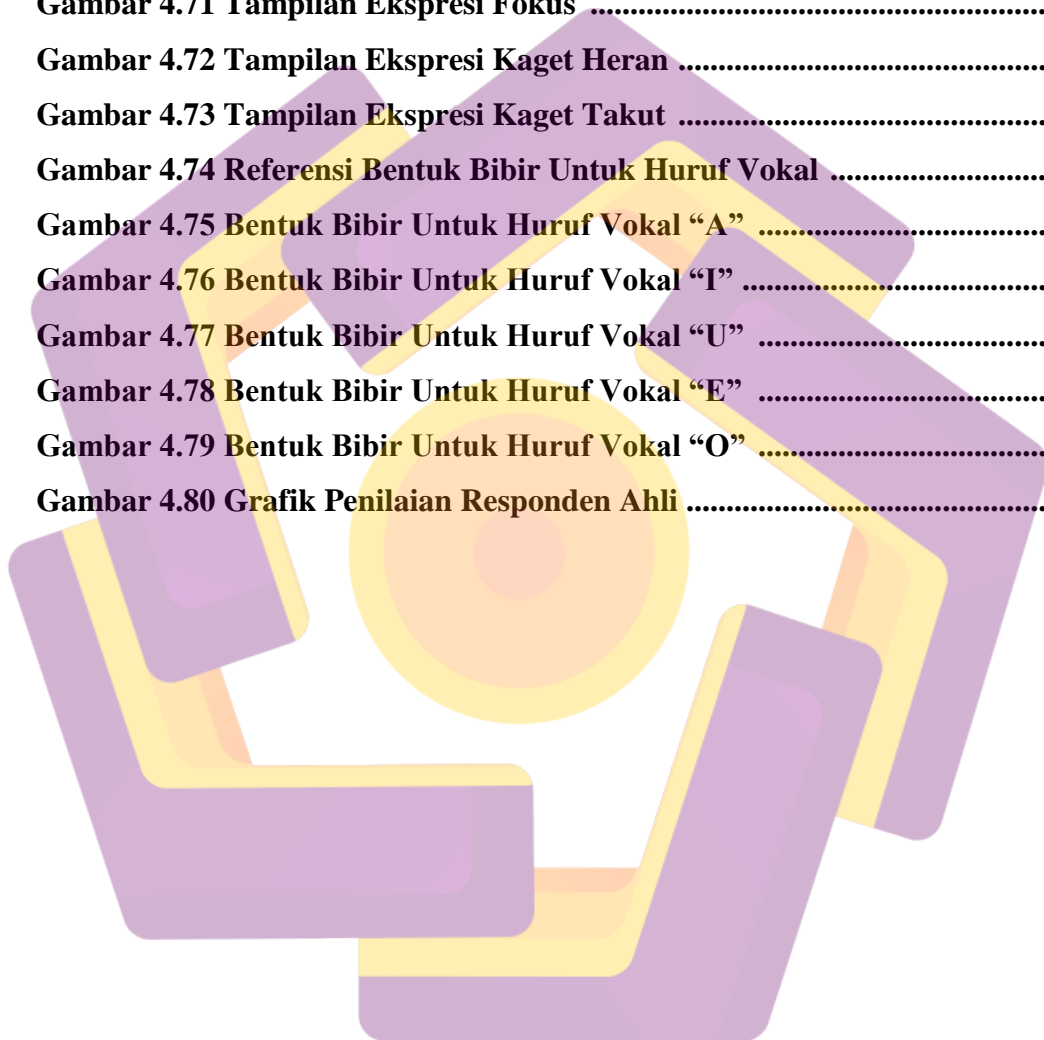 Gambar 4.71 Tampilan Ekspresi Fokus ........................................................
Gambar 4.72 Tampilan Ekspresi Kaget Heran .............................................
Gambar 4.73 Tampilan Ekspresi Kaget Takut .............................................
Gambar 4.74 Referensi Bentuk Bibir Untuk Huruf Vokal ..........................
Gambar 4.75 Bentuk Bibir Untuk Huruf Vokal “A” ...................................
Gambar 4.76 Bentuk Bibir Untuk Huruf Vokal “I” .....................................
Gambar 4.77 Bentuk Bibir Untuk Huruf Vokal “U” ...................................
Gambar 4.78 Bentuk Bibir Untuk Huruf Vokal “E” ...................................
Gambar 4.79 Bentuk Bibir Untuk Huruf Vokal “O” ...................................
Gambar 4.80 Grafik Penilaian Responden Ahli ............................................